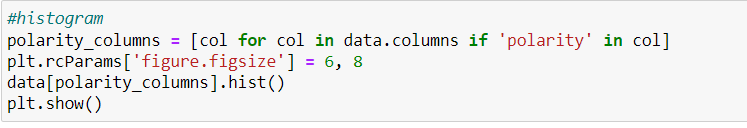 #histogram
polarity_columns = [col for col in data.columns if 'polarity' in col]
plt.rcParams['figure.figsize'] = 6, 8
data[polarity_columns].hist()
plt.show()